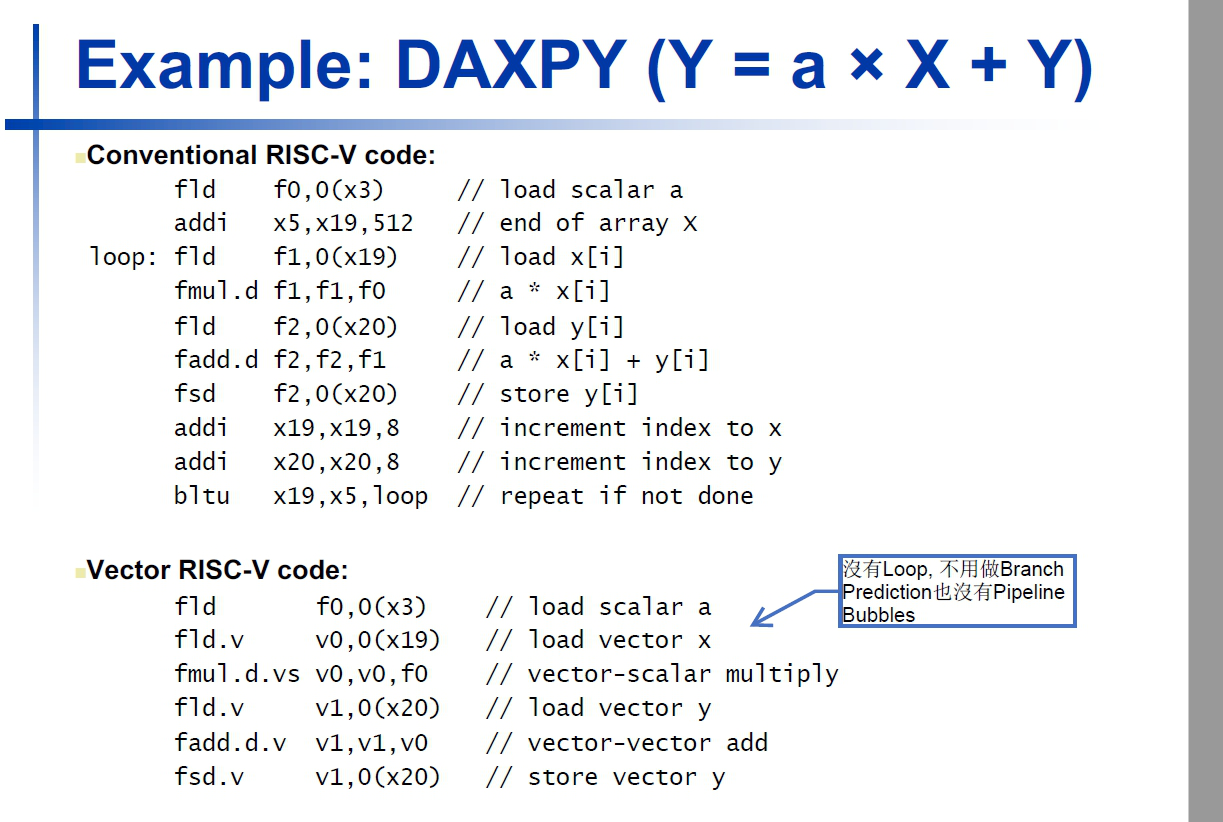 Example: DAXPY (Y = a × X + Y)
Conventional RISC-V code:
fld f0,0(x3) // load scalar a
addi x5,x19,512 // end of array X
loop: fld f1,0(x19) // load x[i]
fmul.d f1,f1,f0 // a * x[i]
fld f2,0(x20) // load y[i]
fadd.d f2,f2,f1 // a * x[i] + y[i]
fsd f2,0(x20) // store y[i]
addi x19,x19,8 // increment index to x
addi x20,x20,8 // increment index to y
bltu x19,x5,loop // repeat if not done
Vector RISC-V code:
沒有Loop, 不用做Branch
Prediction也沒有Pipeline
Bubbles
fld f0,0(x3) // load scalar a
fld.v v0,0(x19) // load vector x
fmul.d.vs v0,v0,f0 // vector-scalar multiply
fld.v v1,0(x20) // load vector y
fadd.d.v v1,v1,v0 // vector-vector add
fsd.v v1,0(x20) // store vector y